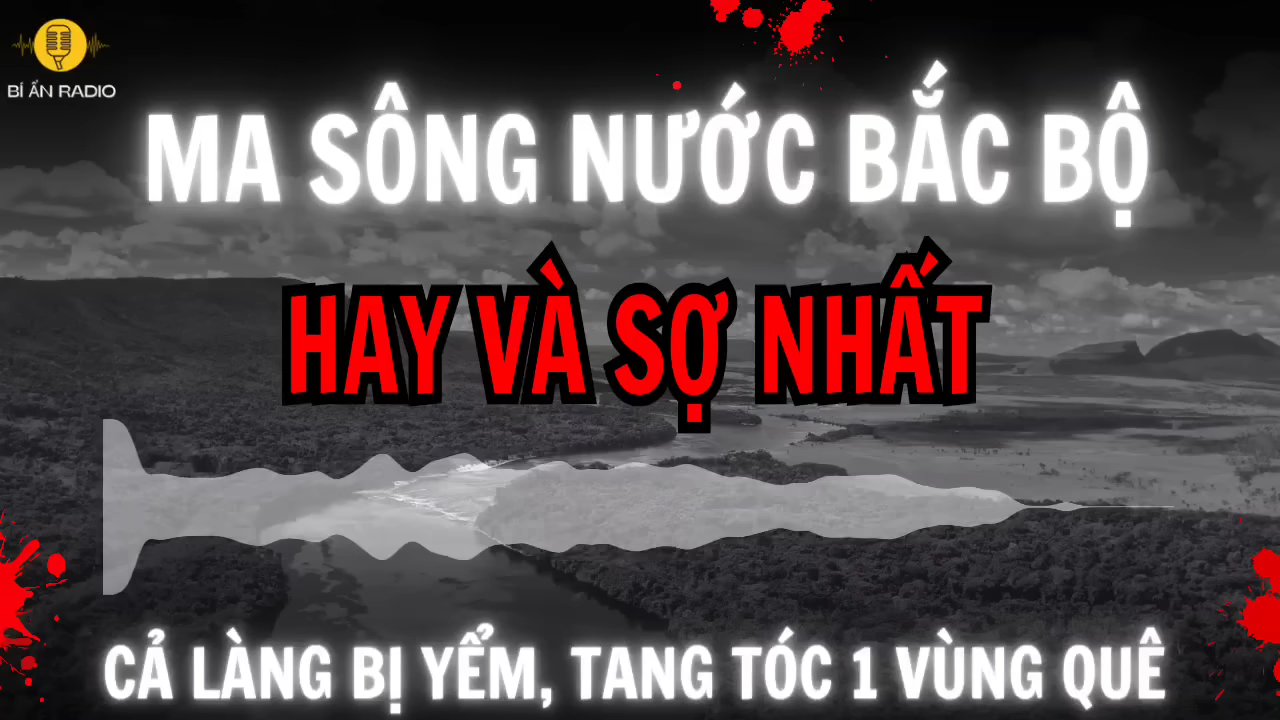 BÍ ẨN RADIO
MA SÔNG NƯỚC BẮC BỘ
HAY VÀ SỢ NHẤT
CẢ LÀNG BỊ YỂM, TANG TÓC 1 VÙNG QUÊ